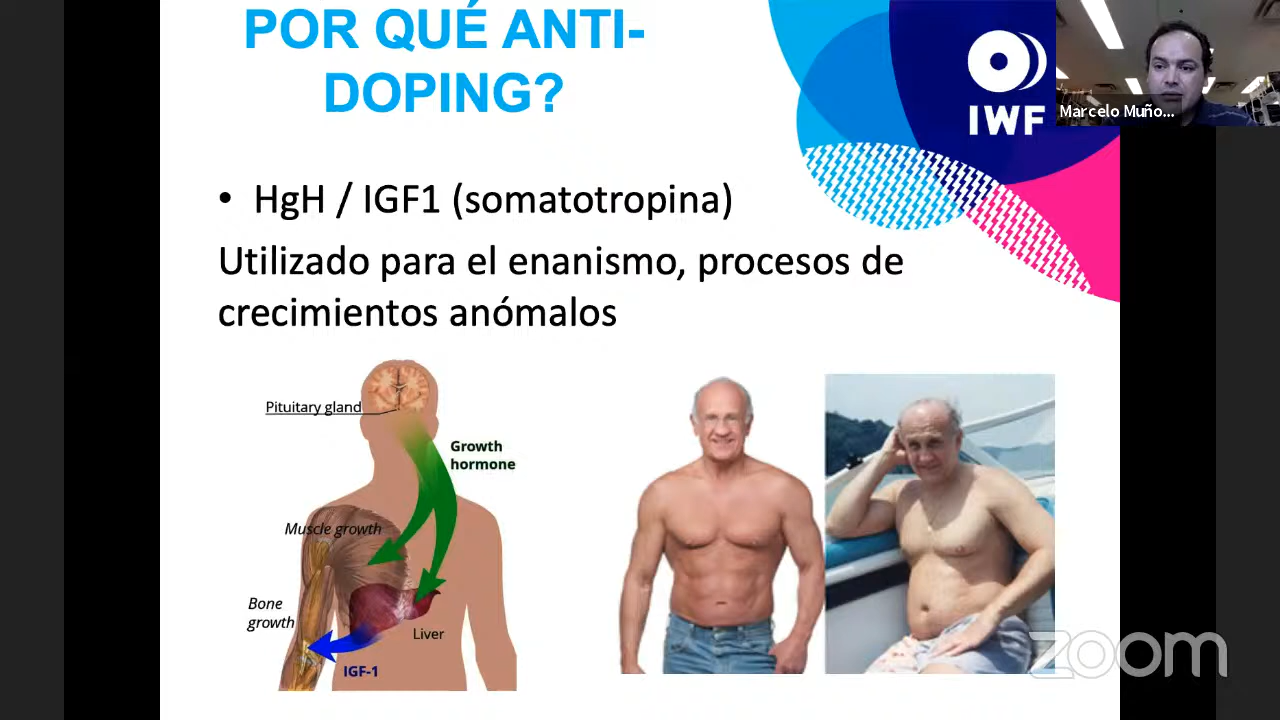 POR QUÉ ANTI-
DOPING?
IWF
Marcelo Muño...
• HgH / IGF1 (somatotropina)
Utilizado para el enanismo, procesos de
crecimientos anómalos
Pituitary gland
Growth
hormone
Muscle growth
Bone
growth
Liver
IGF-1
zoom